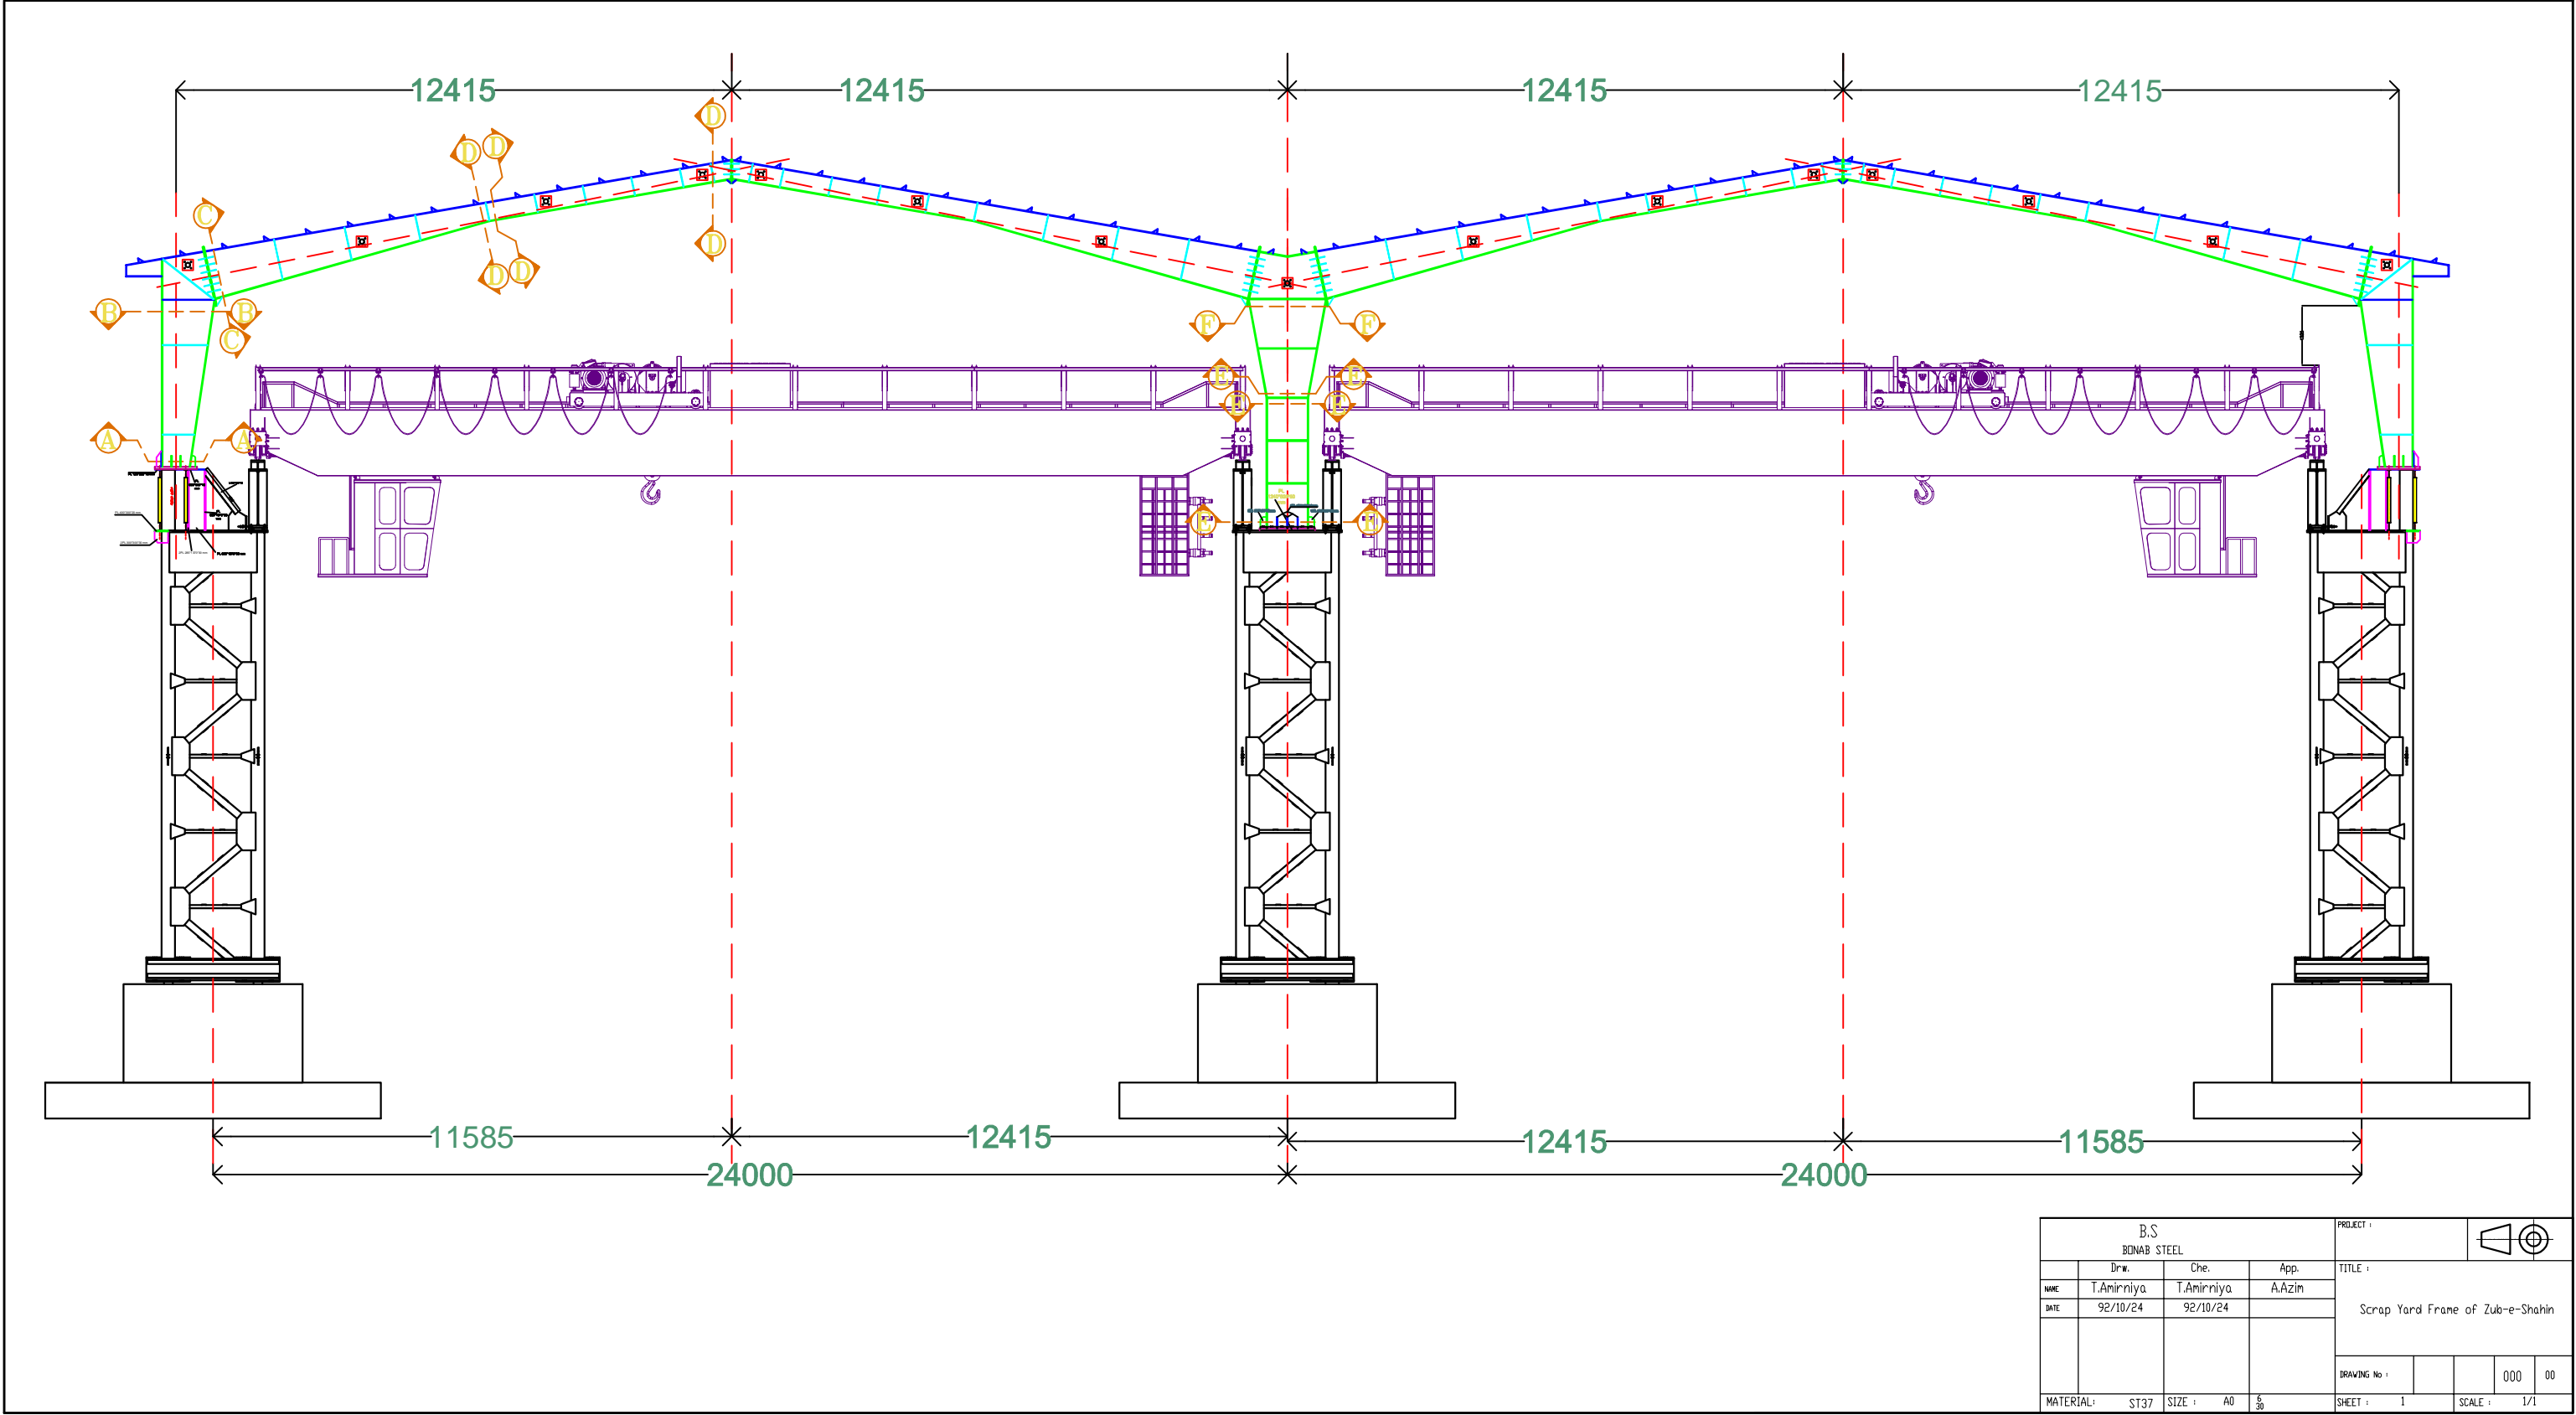 12415 12415 12415 12415
D
D D
C
D
D D
B B
C
F F
E E
E E
A A
E E
11585 12415 12415 11585
24000 24000
B.S
BONAB STEEL
PROJECT :
Drw. Che. App.
TITLE :
NAME T.Amirniya T.Amirniya A.Azim
DATE 92/10/24 92/10/24
Scrap Yard Frame of Zub-e-Shahin
DRAWING No : 000 00
MATERIAL: ST37 SIZE : A0 6 30 SHEET : 1 SCALE : 1/1